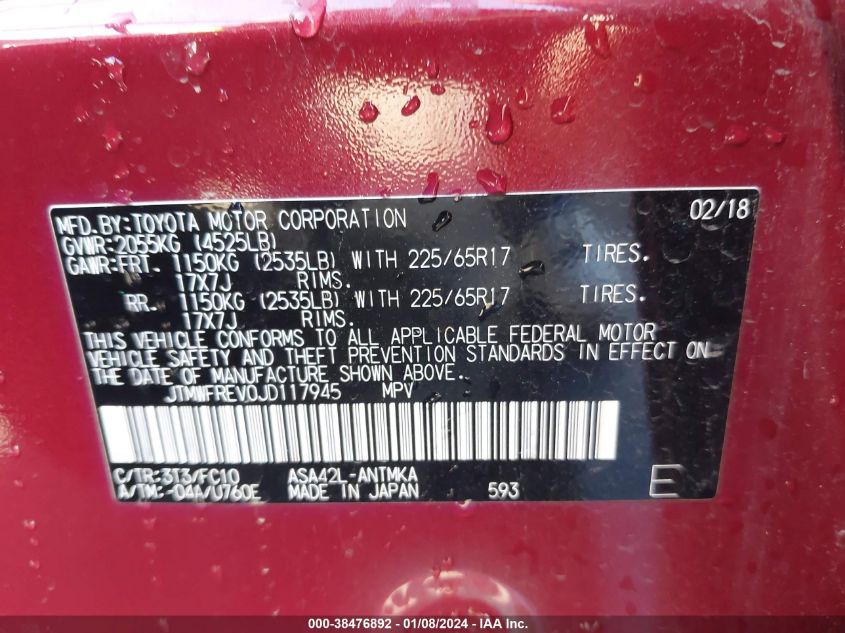 MFD.BY:TOYOTA MOTOR CORPORATION 02/18
GVWR:2055KG (4525LB)
GAWR:FRT. 1150KG (2535LB) WITH 225/65R17 TIRES.
17X7J RIMS.
RR. 1150KG (2535LB) WITH 225/65R17 TIRES.
17X7J RIMS.
THIS VEHICLE CONFORMS TO ALL APPLICABLE FEDERAL MOTOR
VEHICLE SAFETY AND THEFT PREVENTION STANDARDS IN EFFECT ON
THE DATE OF MANUFACTURE SHOWN ABOVE.
JTMWFREV0JD117945 MPV
C/TR:3T3/FC10 ASA42L-ANTMKA
A/TM:-04A/U760E MADE IN JAPAN 593 E
000-38476892 - 01/08/2024 - IAA Inc.